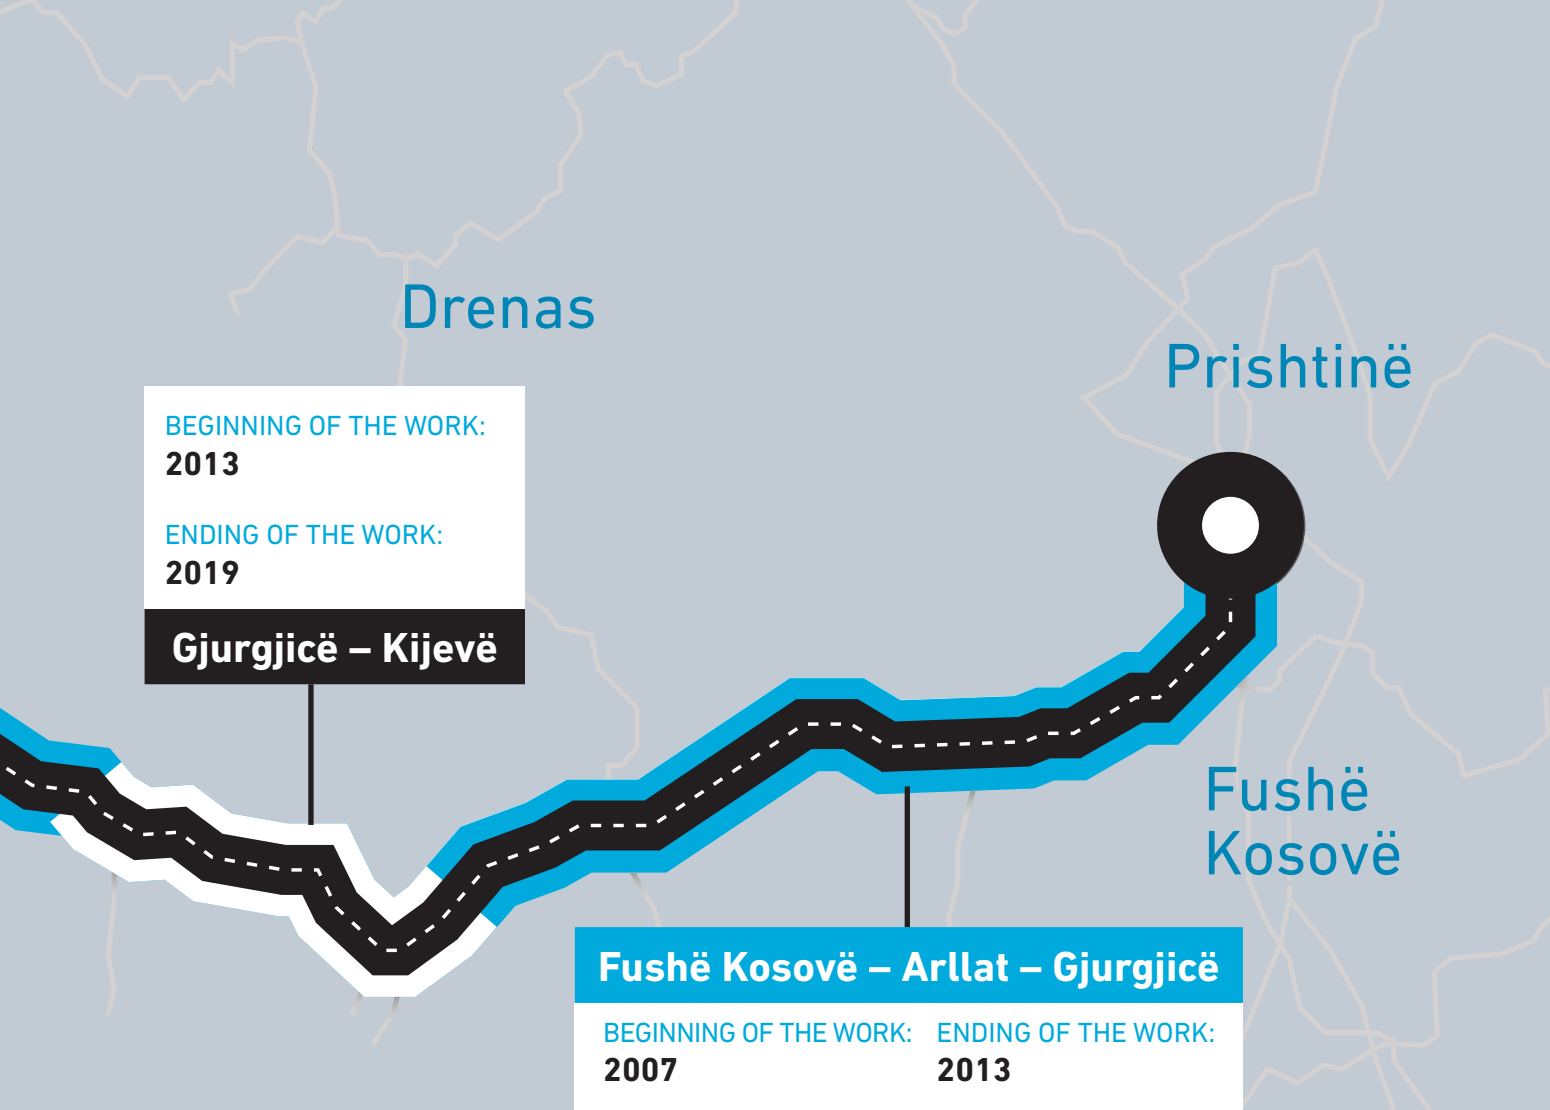 Drenas
Prishtinë
BEGINNING OF THE WORK:
2013
ENDING OF THE WORK:
2019
Gjurgjicë – Kijevë
Fushë
Kosovë
Fushë Kosovë – Arllat – Gjurgjicë
BEGINNING OF THE WORK: ENDING OF THE WORK:
2007 2013